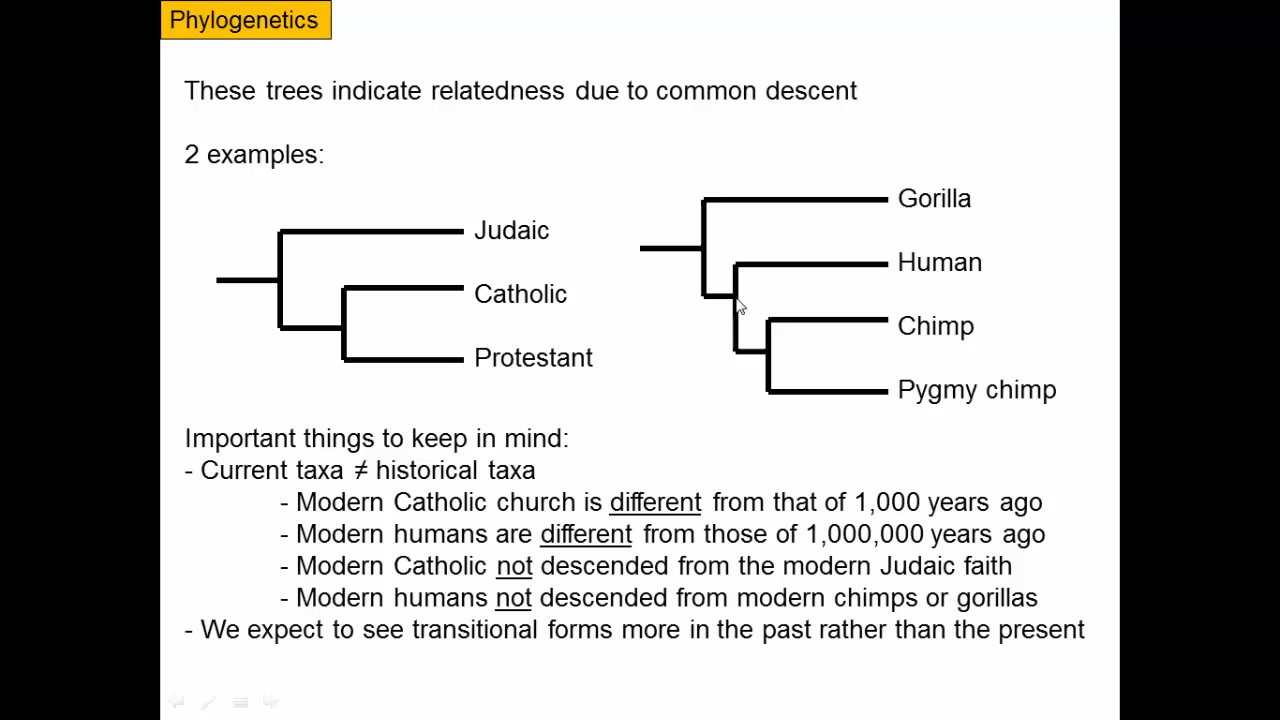 Phylogenetics
These trees indicate relatedness due to common descent
2 examples:
Judaic
Catholic
Protestant
Gorilla
Human
Chimp
Pygmy chimp
Important things to keep in mind:
- Current taxa ≠ historical taxa
- Modern Catholic church is different from that of 1,000 years ago
- Modern humans are different from those of 1,000,000 years ago
- Modern Catholic not descended from the modern Judaic faith
- Modern humans not descended from modern chimps or gorillas
- We expect to see transitional forms more in the past rather than the present